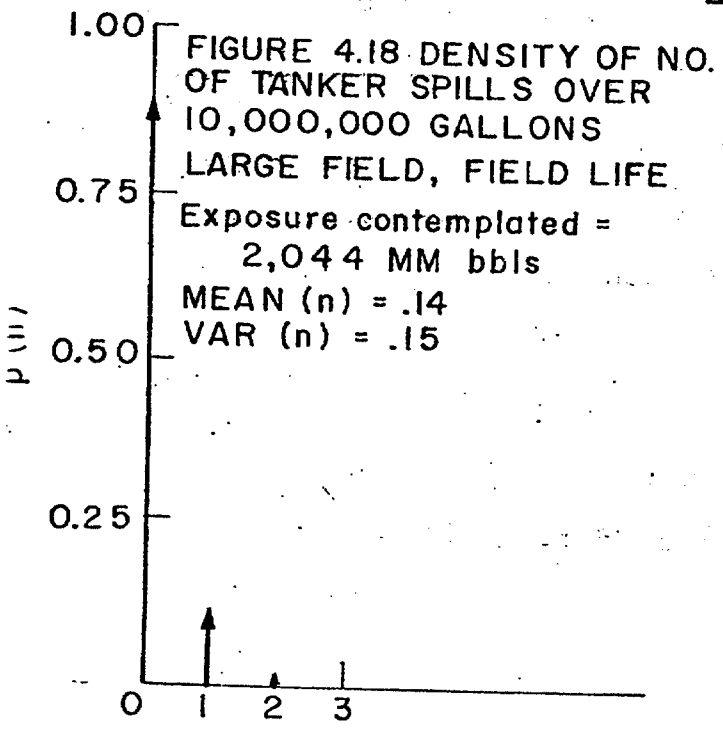 1.00
FIGURE 4.18 DENSITY OF NO.
OF TANKER SPILLS OVER
10,000,000 GALLONS
LARGE FIELD, FIELD LIFE
0.75
Exposure contemplated =
2,044 MM bbls
MEAN (n) = .14
VAR (n) = .15
0.50
0.25
0 1 2 3